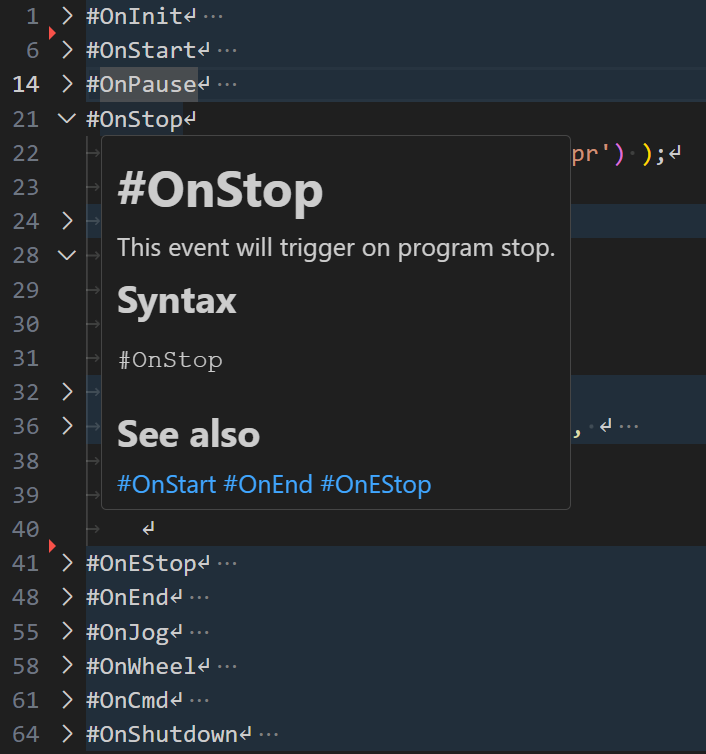 1 #OnInit
6 #OnStart
14 #OnPause
21 #OnStop
22 pr') );
23
24
28
29
30
31
32
36 ,
38
39
40
#OnStop
This event will trigger on program stop.
Syntax
#OnStop
See also
#OnStart #OnEnd #OnEStop
41 #OnEStop
48 #OnEnd
55 #OnJog
58 #OnWheel
61 #OnCmd
64 #OnShutdown